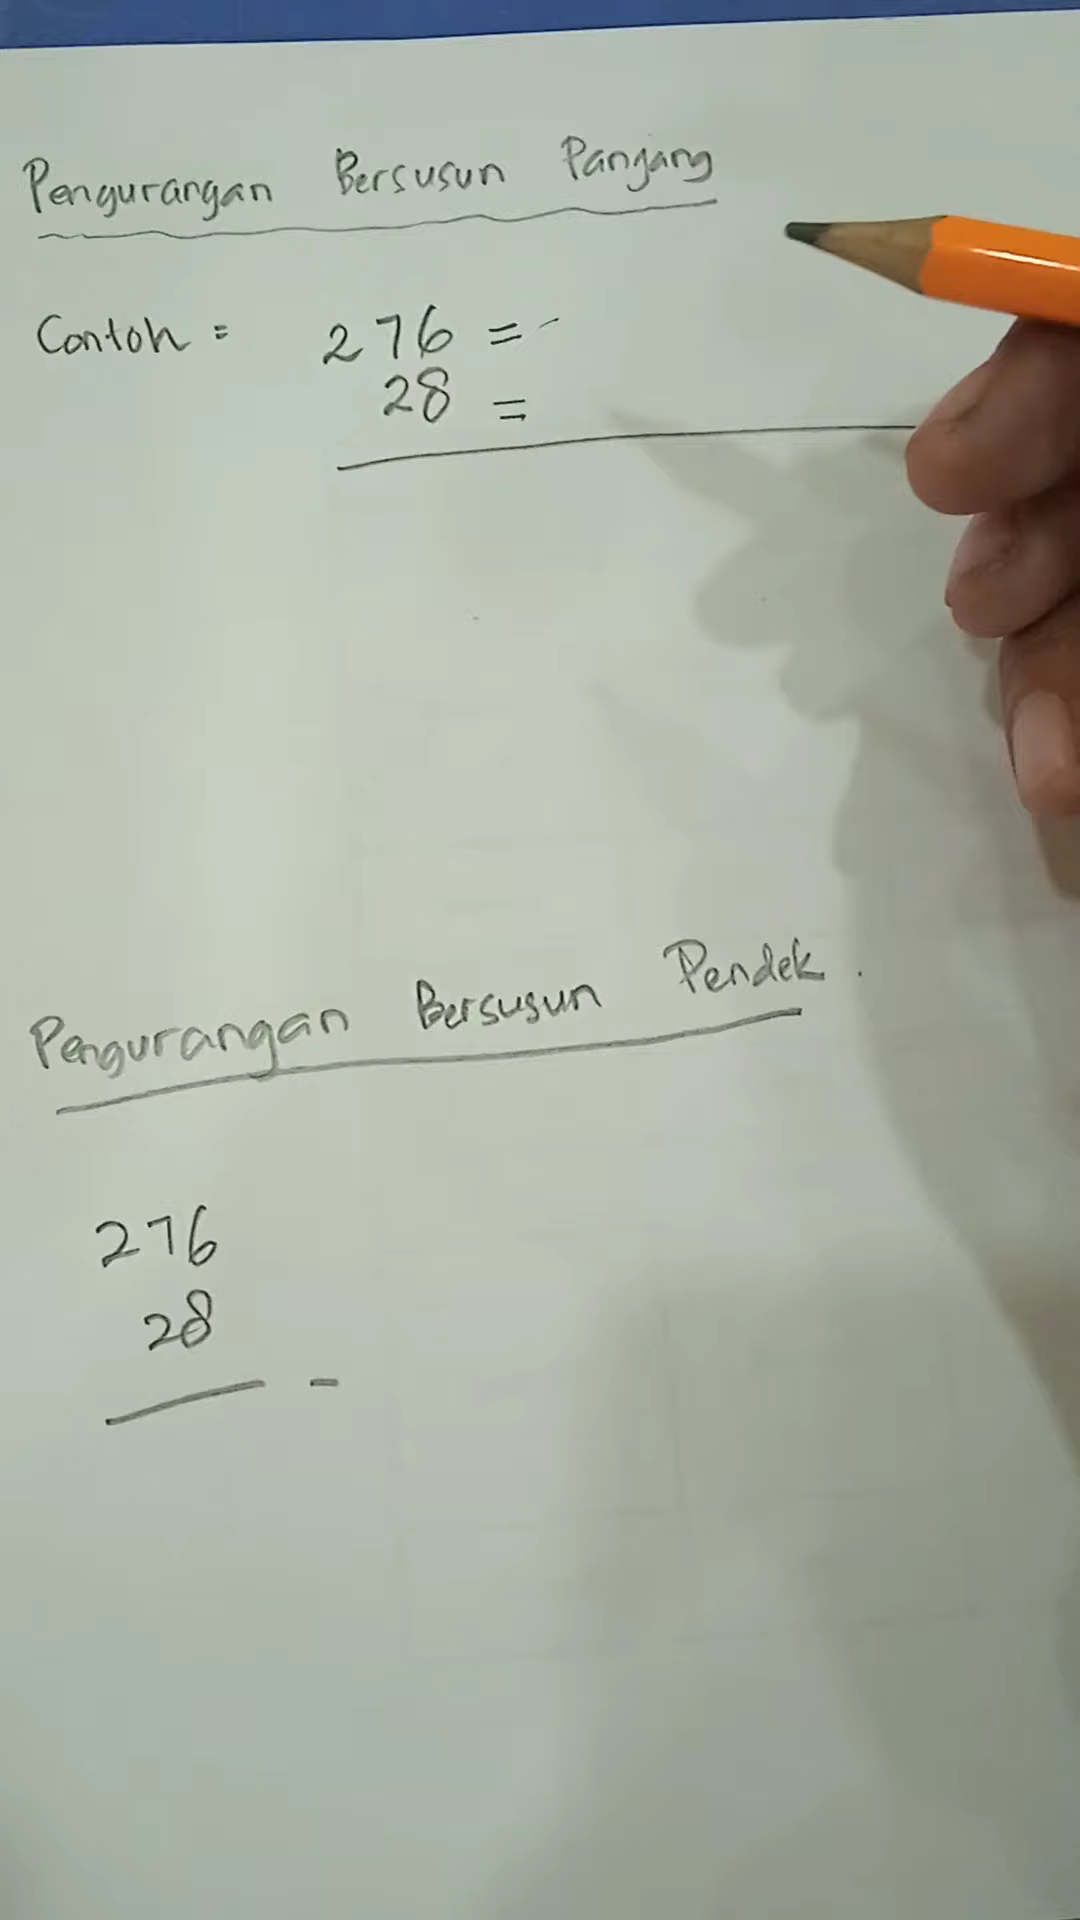 Pengurangan Bersusun Panjang
Contoh = 276 = -
28 =
Pengurangan Bersusun Pendek.
276
28
-